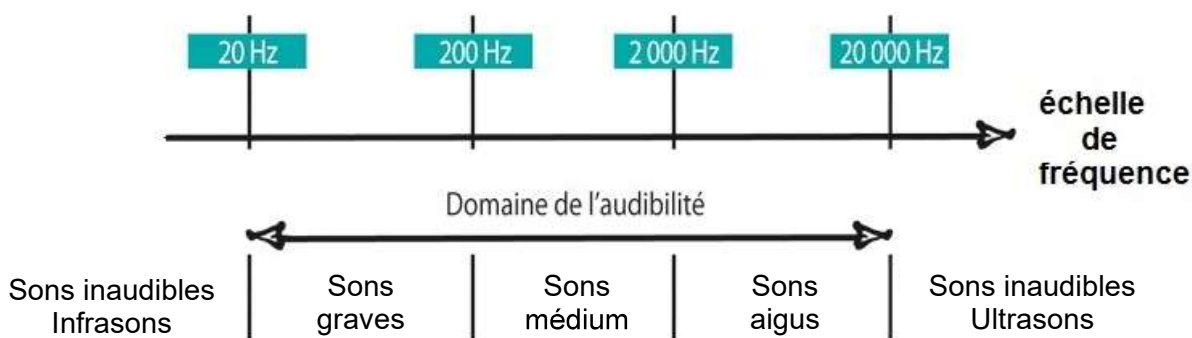 20 Hz
200 Hz
2 000 Hz
20 000 Hz
échelle
de
fréquence
Domaine de l'audibilité
Sons inaudibles
Infrasons
Sons
graves
Sons
médium
Sons
aigus
Sons inaudibles
Ultrasons